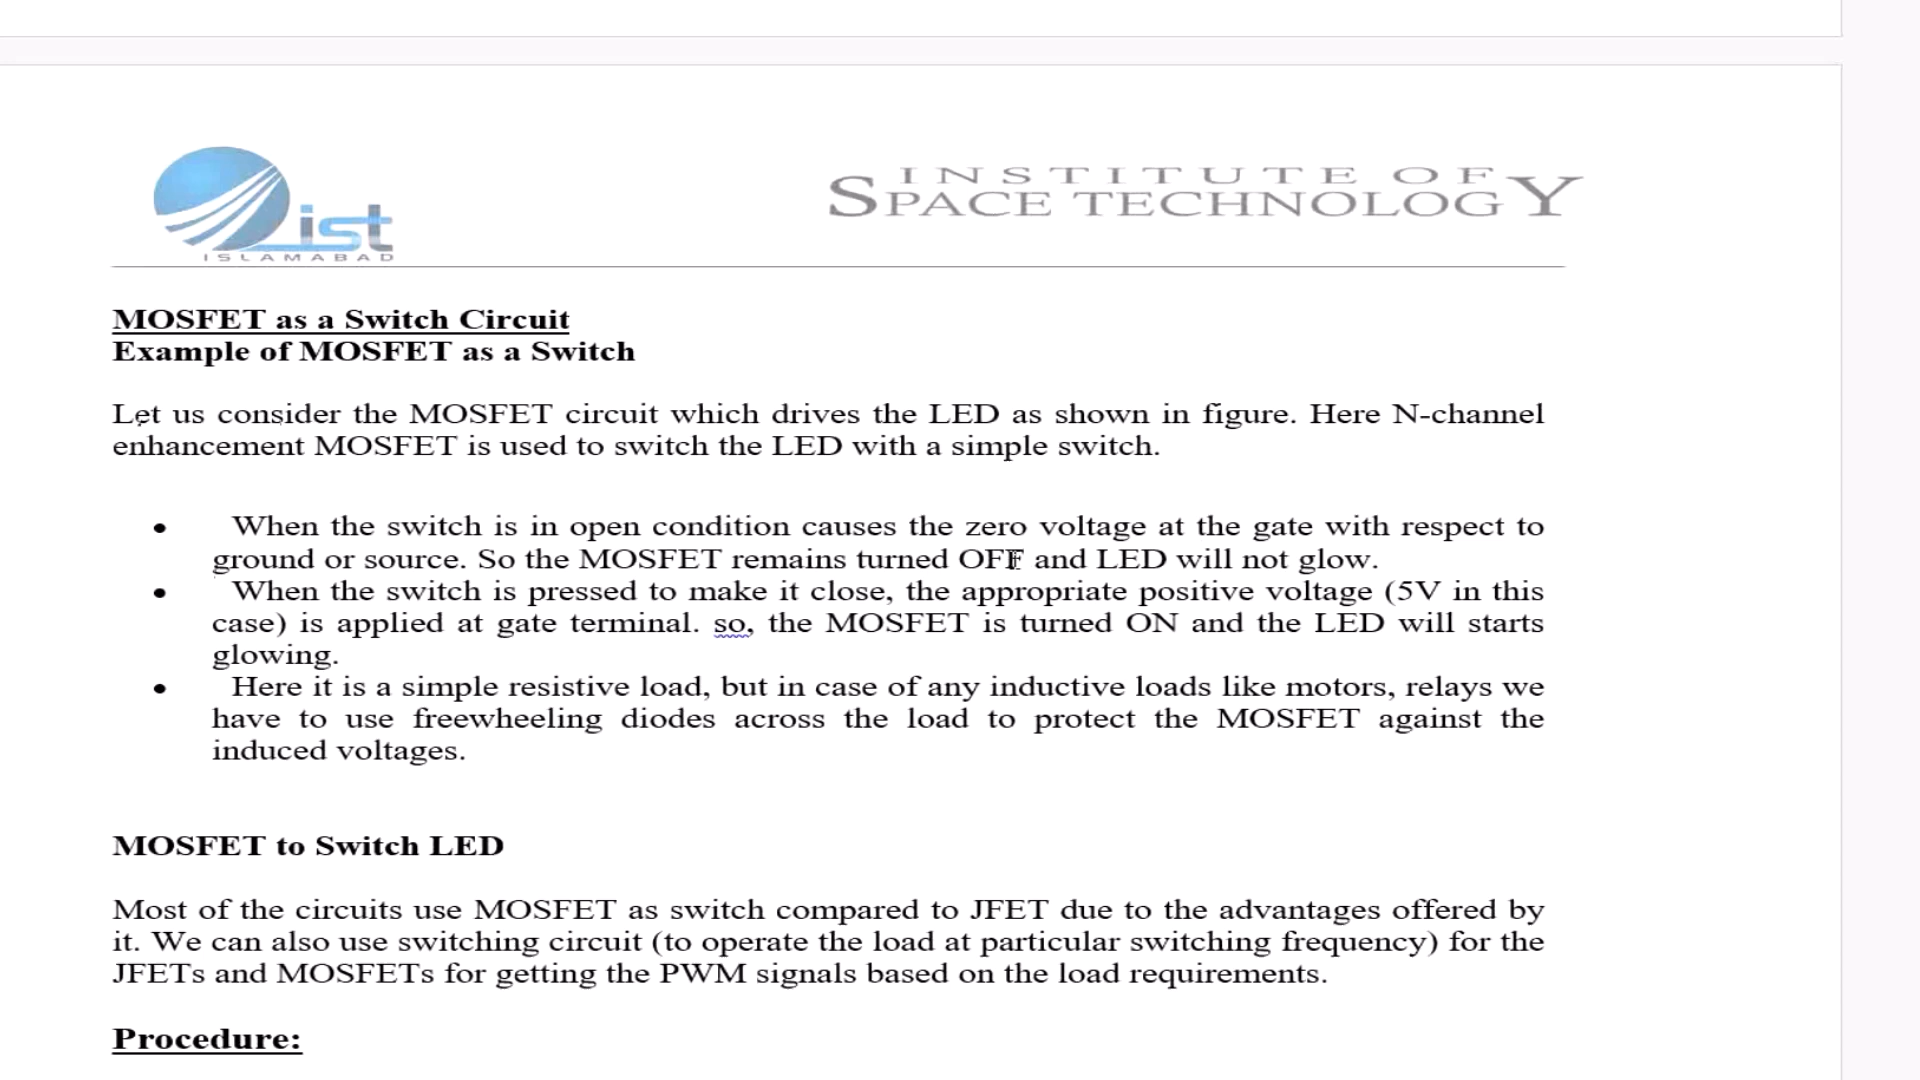 ist
ISLAMABAD
INSTITUTE OF
SPACE TECHNOLOGY
MOSFET as a Switch Circuit
Example of MOSFET as a Switch
Let us consider the MOSFET circuit which drives the LED as shown in figure. Here N-channel
enhancement MOSFET is used to switch the LED with a simple switch.
• When the switch is in open condition causes the zero voltage at the gate with respect to
ground or source. So the MOSFET remains turned OFF and LED will not glow.
• When the switch is pressed to make it close, the appropriate positive voltage (5V in this
case) is applied at gate terminal. so, the MOSFET is turned ON and the LED will starts
glowing.
• Here it is a simple resistive load, but in case of any inductive loads like motors, relays we
have to use freewheeling diodes across the load to protect the MOSFET against the
induced voltages.
MOSFET to Switch LED
Most of the circuits use MOSFET as switch compared to JFET due to the advantages offered by
it. We can also use switching circuit (to operate the load at particular switching frequency) for the
JFETs and MOSFETs for getting the PWM signals based on the load requirements.
Procedure: